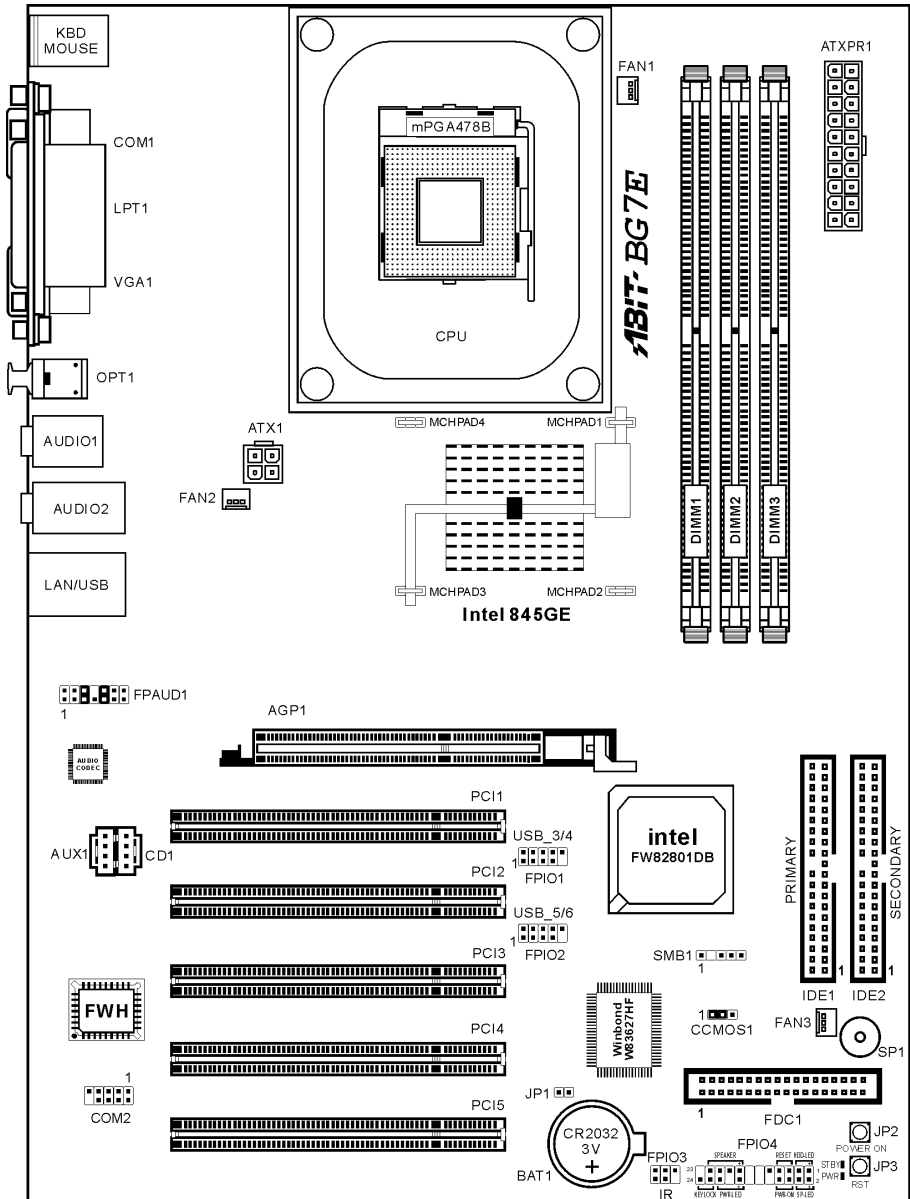 KBD
MOUSE
COM1
LPT1
VGA1
OPT1
AUDIO1
AUDIO2
LAN/USB
mPGA478B
CPU
FAN1
ATXPR1
ABIT- BG7E
DIMM1
DIMM2
DIMM3
ATX1
FAN2
MCHPAD4
MCHPAD1
MCHPAD3
MCHPAD2
Intel 845GE
FPAUD1
1
AUDIO
CODEC
AGP1
AUX1
CD1
PCI1
PCI2
PCI3
PCI4
PCI5
USB_3/4
1
FPIO1
USB_5/6
1
FPIO2
intel
FW82801DB
PRIMARY
SECONDARY
1
1
IDE1
IDE2
SMB1
1
1
CCMOS1
FAN3
SP1
FWH
1
COM2
Winbond
W83627HF
JP1
1
FDC1
CR2032
3V
+
BAT1
FPIO3
IR
FPIO4
SPEAKER
RESET HDD-LED
23
24
1
2
KEYLOCK PWR-LED
PWR-ON SP-LED
JP2
POWER ON
STBY
PWR
JP3
RST